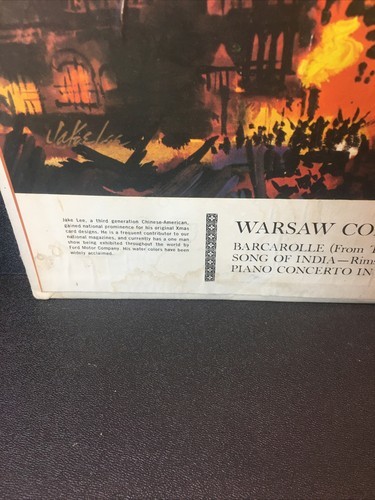 Jake Lee
Jake Lee, a third generation Chinese-American,
gained national prominence for his original Xmas
card designs. He is a frequent contributor to our
national magazines, and currently has a one man
show being exhibited throughout the world by
Ford Motor Company. His water colors have been
widely acclaimed.
WARSAW CO
BARCAROLLE (From T
SONG OF INDIA—Rims
PIANO CONCERTO IN